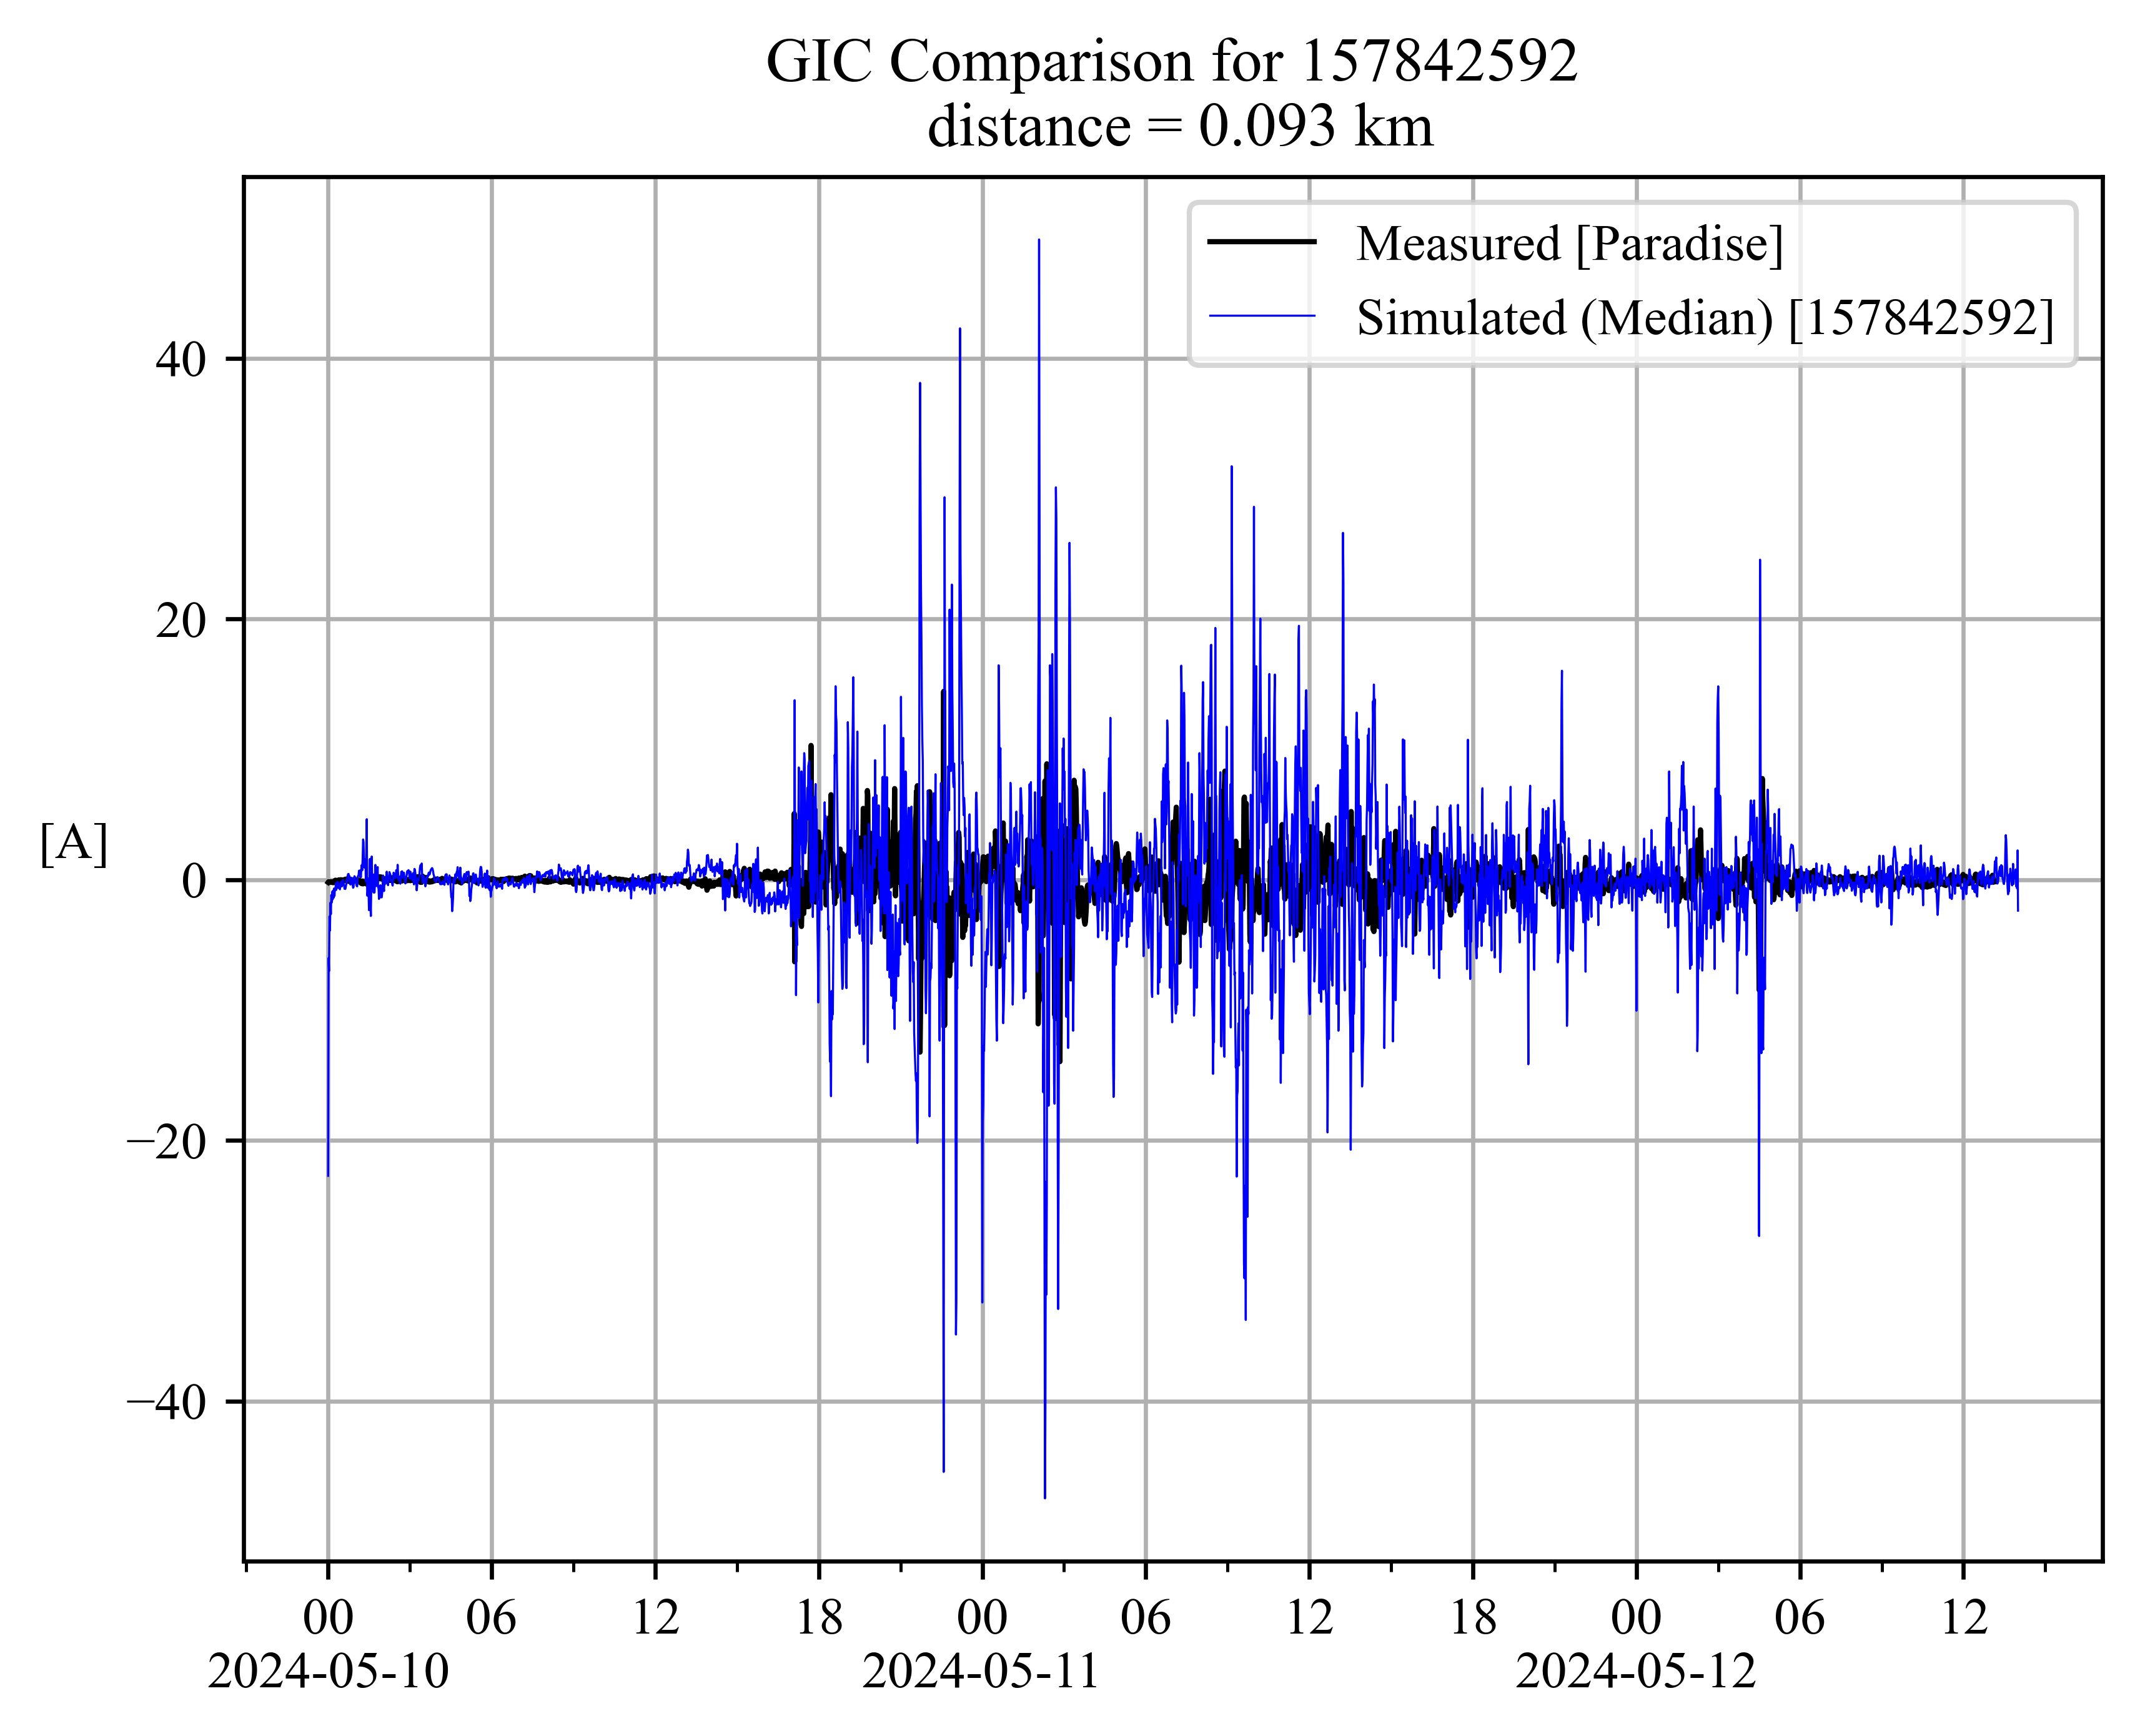 GIC Comparison for 157842592
distance = 0.093 km
Measured [Paradise]
Simulated (Median) [157842592]
[A]
40
20
0
−20
−40
00 06 12 18 00 06 12 18 00 06 12
2024-05-10 2024-05-11 2024-05-12